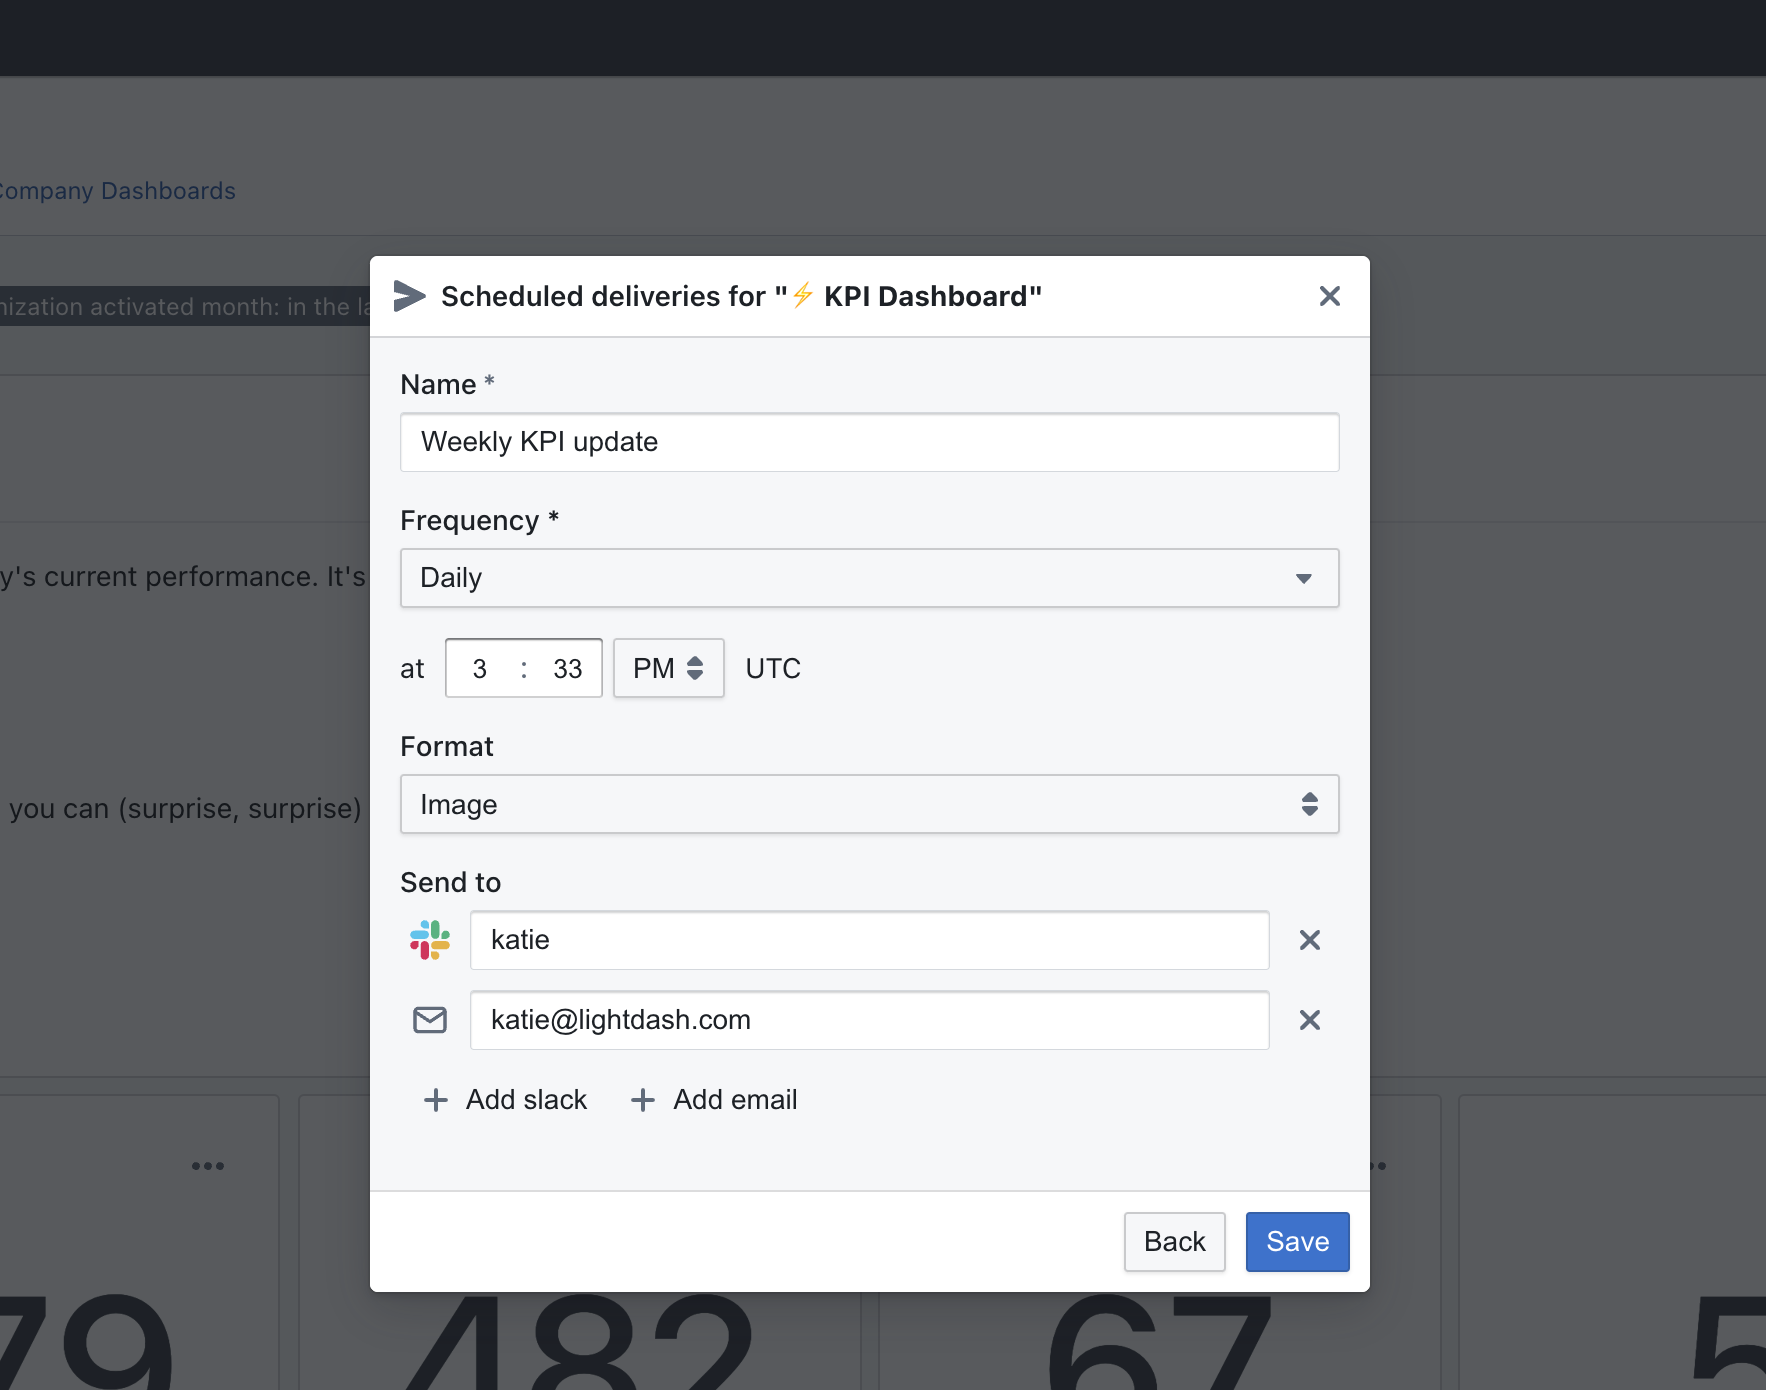 Company Dashboards
Scheduled deliveries for "⚡ KPI Dashboard"
activated month: in the
Name *
Weekly KPI update
Frequency *
Daily
y's current performance. It's
at 3 : 33 PM UTC
Format
Image
you can (surprise, surprise)
Send to
katie
katie@lightdash.com
+ Add slack + Add email
Back Save
79 482 67 5